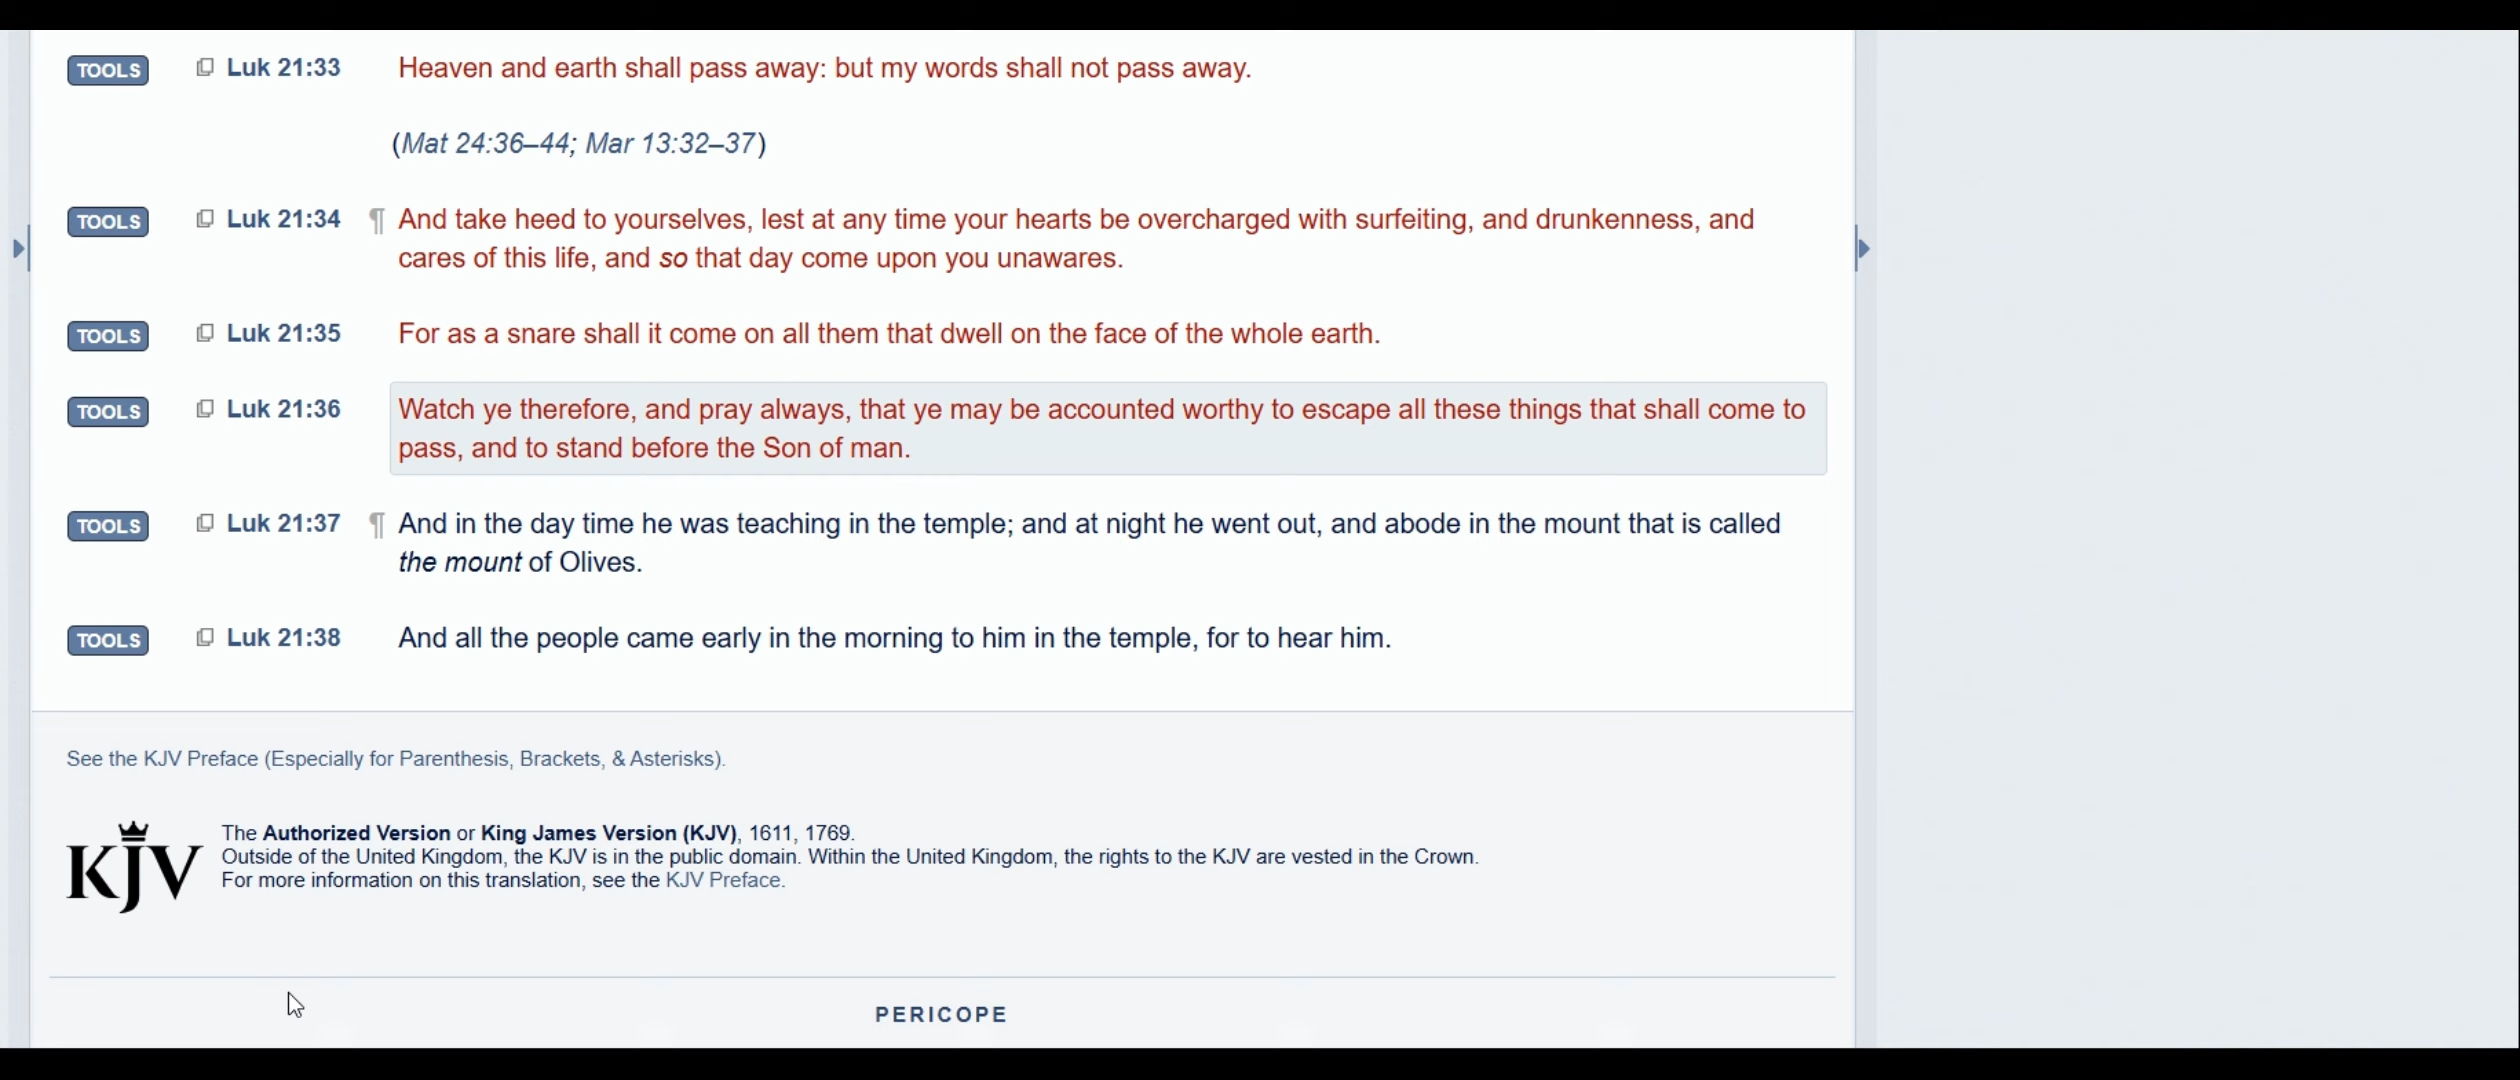 TOOLS Luk 21:33 Heaven and earth shall pass away: but my words shall not pass away.
(Mat 24:36–44; Mar 13:32–37)
TOOLS Luk 21:34 ¶ And take heed to yourselves, lest at any time your hearts be overcharged with surfeiting, and drunkenness, and
cares of this life, and so that day come upon you unawares.
TOOLS Luk 21:35 For as a snare shall it come on all them that dwell on the face of the whole earth.
TOOLS Luk 21:36 Watch ye therefore, and pray always, that ye may be accounted worthy to escape all these things that shall come to
pass, and to stand before the Son of man.
TOOLS Luk 21:37 ¶ And in the day time he was teaching in the temple; and at night he went out, and abode in the mount that is called
the mount of Olives.
TOOLS Luk 21:38 And all the people came early in the morning to him in the temple, for to hear him.
See the KJV Preface (Especially for Parenthesis, Brackets, & Asterisks).
KJV
The Authorized Version or King James Version (KJV), 1611, 1769.
Outside of the United Kingdom, the KJV is in the public domain. Within the United Kingdom, the rights to the KJV are vested in the Crown.
For more information on this translation, see the KJV Preface.
PERICOPE